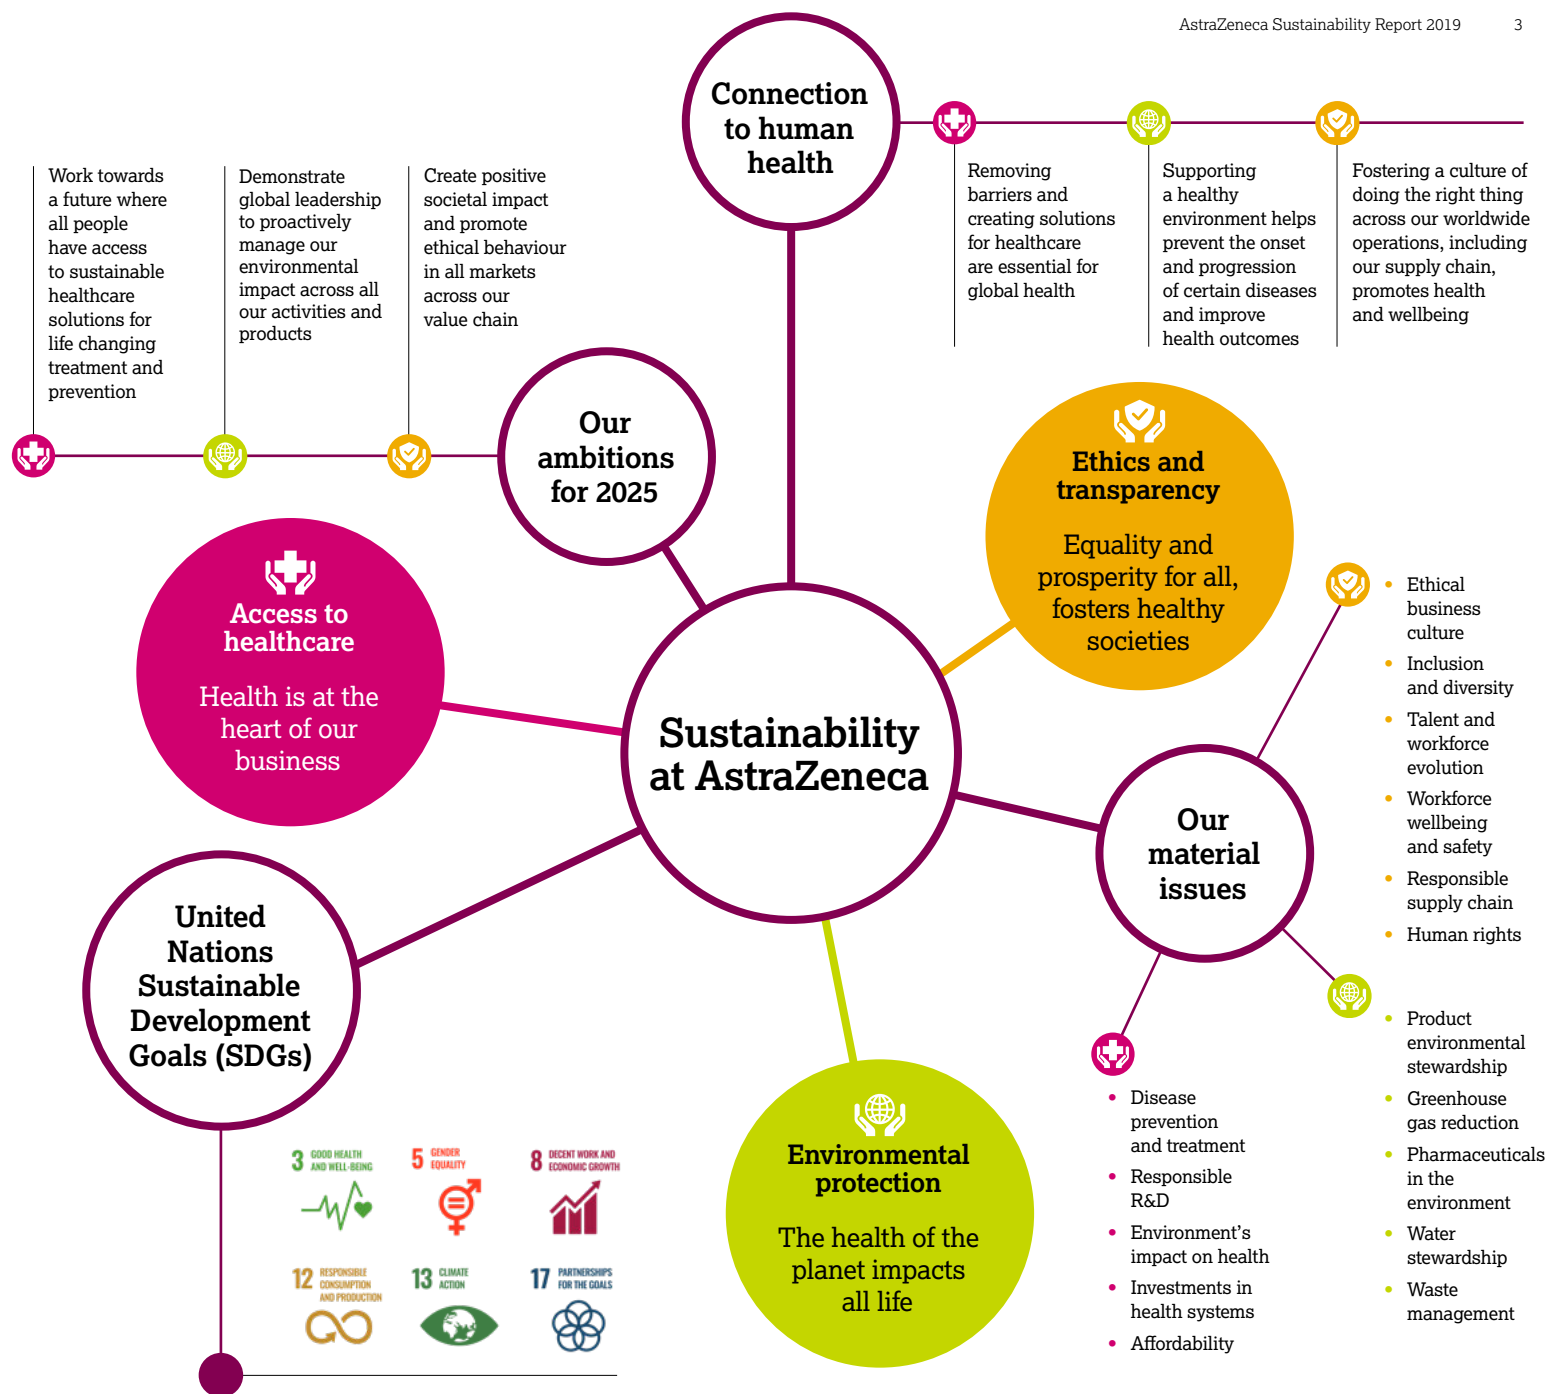 AstraZeneca Sustainability Report 2019 3
Connection
to human
health
Removing
barriers and
creating solutions
for healthcare
are essential for
global health
Supporting
a healthy
environment helps
prevent the onset
and progression
of certain diseases
and improve
health outcomes
Fostering a culture of
doing the right thing
across our worldwide
operations, including
our supply chain,
promotes health
and wellbeing
Work towards
a future where
all people
have access
to sustainable
healthcare
solutions for
life changing
treatment and
prevention
Demonstrate
global leadership
to proactively
manage our
environmental
impact across all
our activities and
products
Create positive
societal impact
and promote
ethical behaviour
in all markets
across our
value chain
Our
ambitions
for 2025
Ethics and
transparency
Equality and
prosperity for all,
fosters healthy
societies
Access to
healthcare
Health is at the
heart of our
business
Sustainability
at AstraZeneca
Our
material
issues
• Ethical
business
culture
• Inclusion
and diversity
• Talent and
workforce
evolution
• Workforce
wellbeing
and safety
• Responsible
supply chain
• Human rights
• Product
environmental
stewardship
• Greenhouse
gas reduction
• Pharmaceuticals
in the
environment
• Water
stewardship
• Waste
management
• Disease
prevention
and treatment
• Responsible
R&D
• Environment's
impact on health
• Investments in
health systems
• Affordability
United
Nations
Sustainable
Development
Goals (SDGs)
3 GOOD HEALTH
AND WELL-BEING
5 GENDER
EQUALITY
8 DECENT WORK AND
ECONOMIC GROWTH
12 RESPONSIBLE
CONSUMPTION
AND PRODUCTION
13 CLIMATE
ACTION
17 PARTNERSHIPS
FOR THE GOALS
Environmental
protection
The health of the
planet impacts
all life